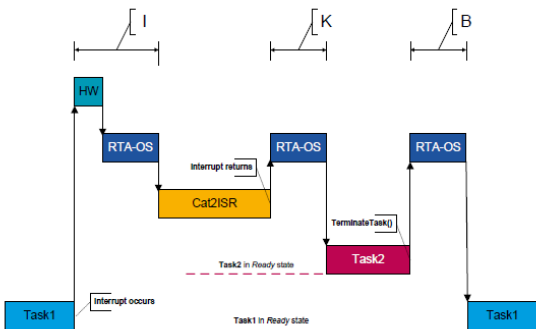 I
K
B
HW
RTA-OS
RTA-OS
RTA-OS
Interrupt returns
Cat2ISR
TerminateTask()
Task2
Task2 in Ready state
Task1
Interrupt occurs
Task1 in Ready state
Task1